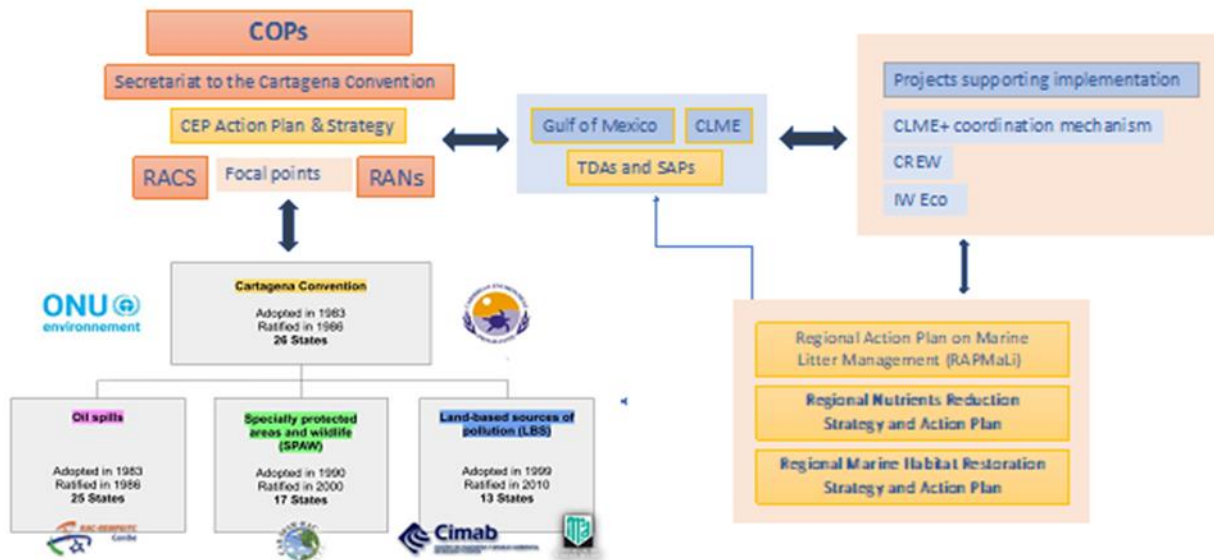 COPs
Secretariat to the Cartagena Convention
CEP Action Plan & Strategy
RACS
Focal points
RANs
Gulf of Mexico
CLME
TDAs and SAPs
Projects supporting implementation
CLME+ coordination mechanism
CREW
IW Eco
ONU
environnement
Cartagena Convention
Adopted in 1983
Ratified in 1986
26 States
Oil spills
Adopted in 1983
Ratified in 1986
25 States
Specially protected
areas and wildlife
(SPAW)
Adopted in 1990
Ratified in 2000
17 States
Land-based sources of
pollution (LBS)
Adopted in 1999
Ratified in 2010
13 States
Cimab
Regional Action Plan on Marine
Litter Management (RAPMaLi)
Regional Nutrients Reduction
Strategy and Action Plan
Regional Marine Habitat Restoration
Strategy and Action Plan